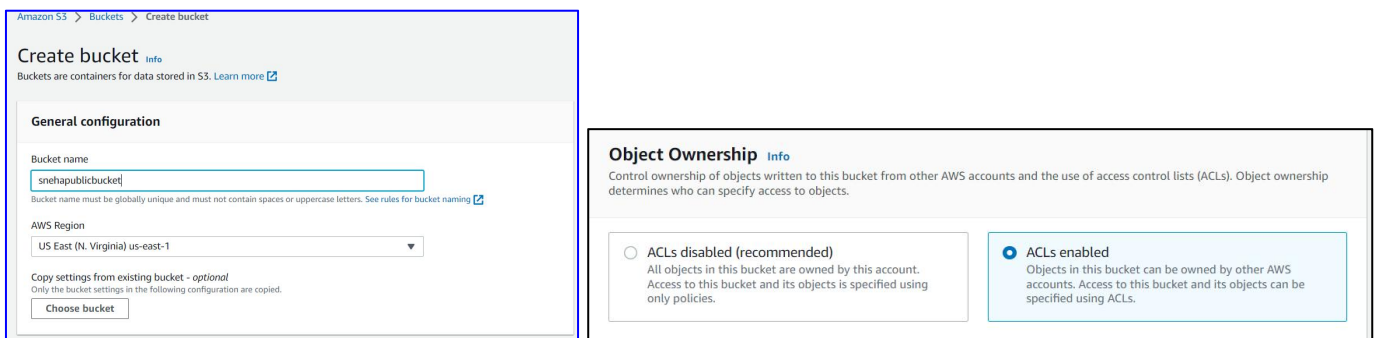 Amazon S3 > Buckets > Create bucket
Create bucket Info
Buckets are containers for data stored in S3. Learn more
General configuration
Bucket name
snehapublicbucket
Bucket name must be globally unique and must not contain spaces or uppercase letters. See rules for bucket naming
AWS Region
US East (N. Virginia) us-east-1
Copy settings from existing bucket - optional
Only the bucket settings in the following configuration are copied.
Choose bucket
Object Ownership Info
Control ownership of objects written to this bucket from other AWS accounts and the use of access control lists (ACLs). Object ownership
determines who can specify access to objects.
ACLs disabled (recommended)
All objects in this bucket are owned by this account.
Access to this bucket and its objects is specified using
only policies.
ACLs enabled
Objects in this bucket can be owned by other AWS
accounts. Access to this bucket and its objects can be
specified using ACLs.